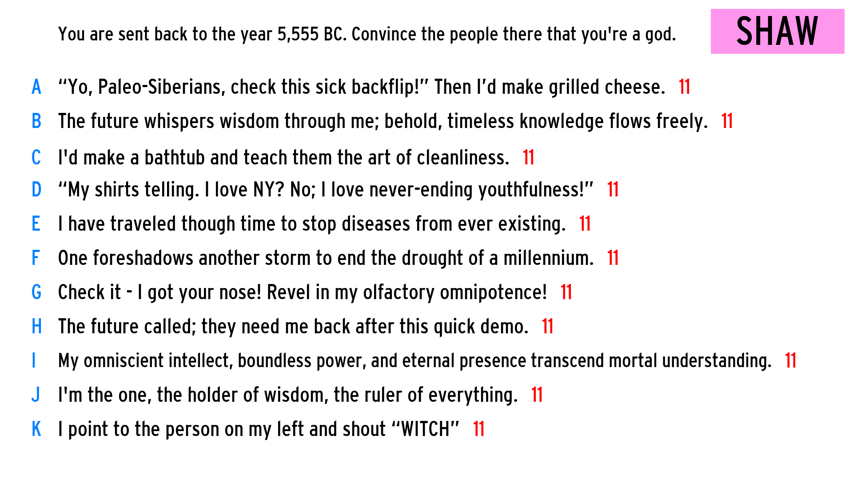 You are sent back to the year 5,555 BC. Convince the people there that you're a god.
SHAW
A “Yo, Paleo-Siberians, check this sick backflip!” Then I’d make grilled cheese. 11
B The future whispers wisdom through me; behold, timeless knowledge flows freely. 11
C I'd make a bathtub and teach them the art of cleanliness. 11
D “My shirts telling. I love NY? No; I love never-ending youthfulness!” 11
E I have traveled though time to stop diseases from ever existing. 11
F One foreshadows another storm to end the drought of a millennium. 11
G Check it - I got your nose! Revel in my olfactory omnipotence! 11
H The future called; they need me back after this quick demo. 11
I My omniscient intellect, boundless power, and eternal presence transcend mortal understanding. 11
J I'm the one, the holder of wisdom, the ruler of everything. 11
K I point to the person on my left and shout “WITCH” 11